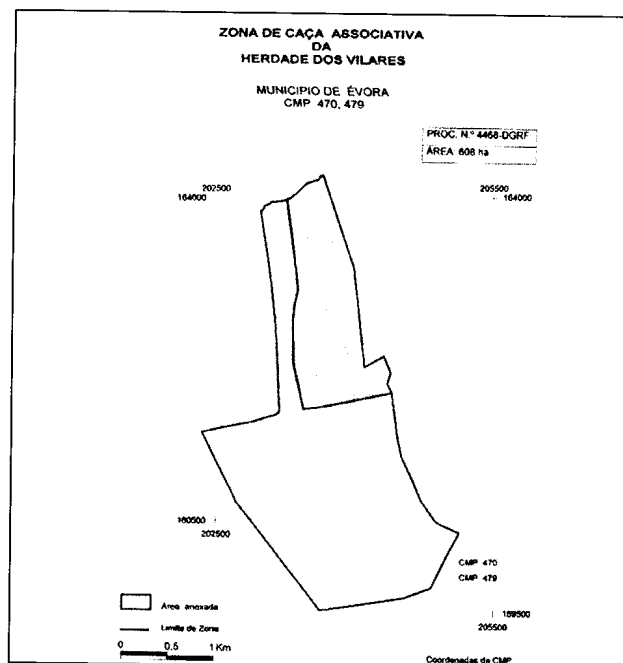 ZONA DE CAÇA ASSOCIATIVA
DA
HERDADE DOS VILARES
MUNICIPIO DE ÉVORA
CMP 470, 479
PROC. N.º 4468-DGRF
ÁREA 608 ha
202500
164000
205500
164000
160500
202500
CMP 470
CMP 479
159500
205500
Área anexada
Limite de Zona
0 0.5 1 Km
Coordenadas da CMP